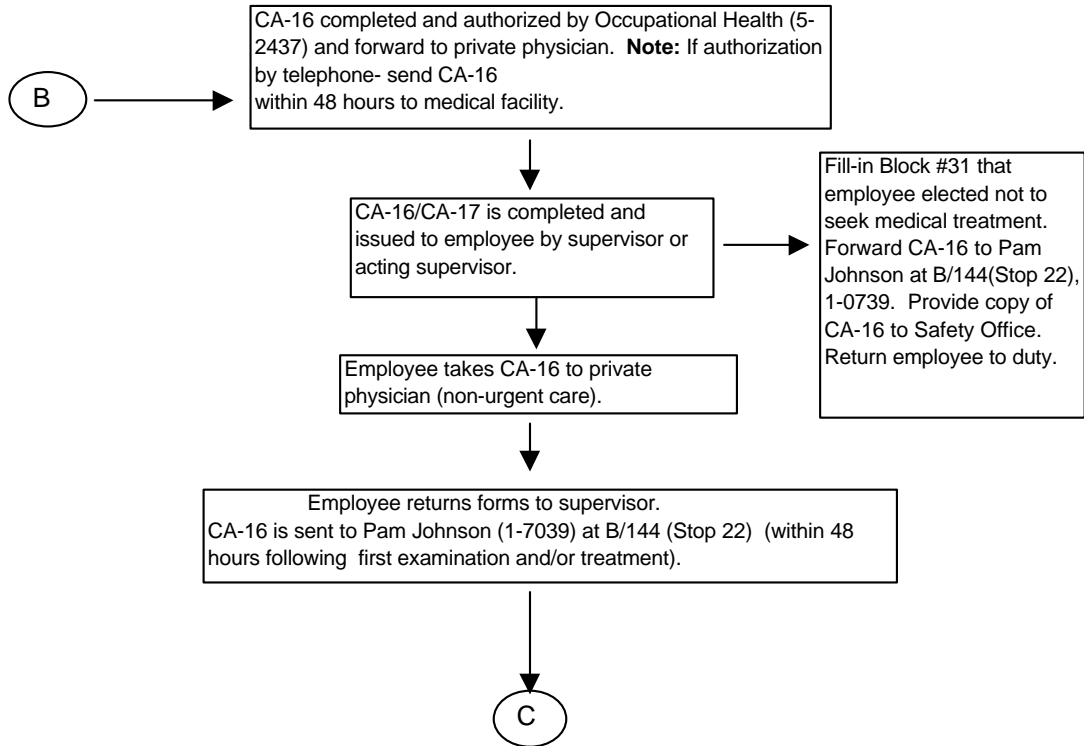 CA-16 completed and authorized by Occupational Health (5-
2437) and forward to private physician. Note: If authorization
by telephone- send CA-16
within 48 hours to medical facility.
B
CA-16/CA-17 is completed and
issued to employee by supervisor or
acting supervisor.
Fill-in Block #31 that
employee elected not to
seek medical treatment.
Forward CA-16 to Pam
Johnson at B/144(Stop 22),
1-0739. Provide copy of
CA-16 to Safety Office.
Return employee to duty.
Employee takes CA-16 to private
physician (non-urgent care).
Employee returns forms to supervisor.
CA-16 is sent to Pam Johnson (1-7039) at B/144 (Stop 22) (within 48
hours following first examination and/or treatment).
C